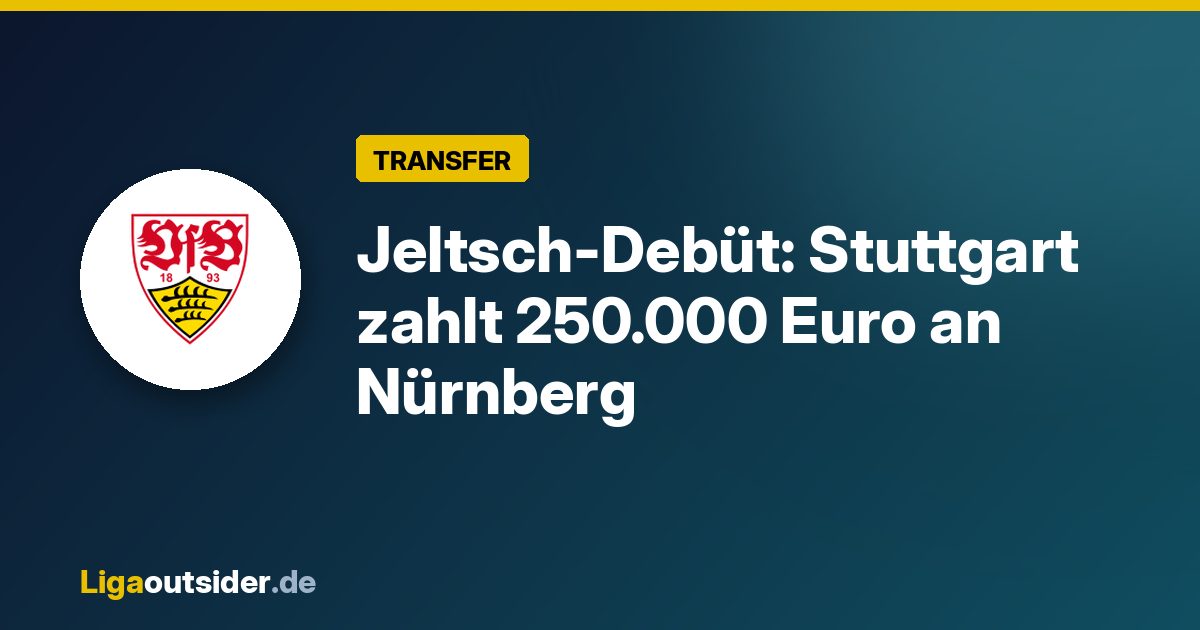 TRANSFER
Jeltsch-Debüt: Stuttgart
zahlt 250.000 Euro an
Nürnberg
VfB
18 93
Ligaoutsider.de